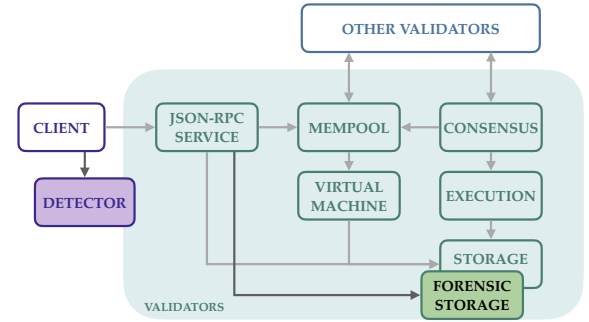 OTHER VALIDATORS
CLIENT
JSON-RPC
SERVICE
MEMPOOL
CONSENSUS
DETECTOR
VIRTUAL
MACHINE
EXECUTION
STORAGE
FORENSIC
STORAGE
VALIDATORS